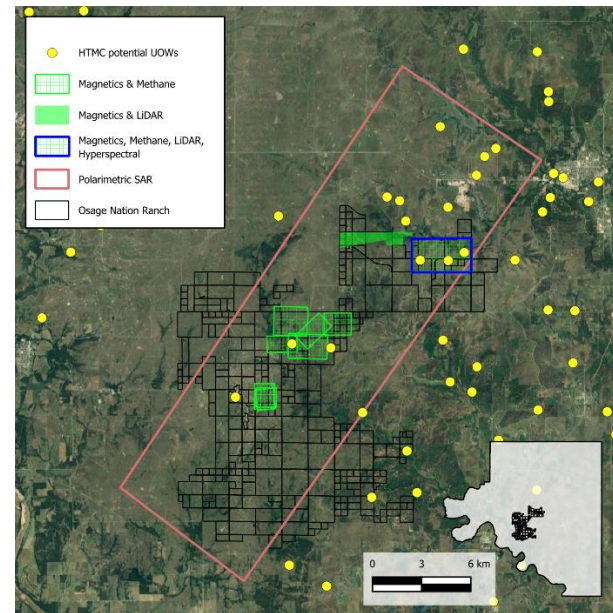 HTMC potential UOWs
Magnetics & Methane
Magnetics & LiDAR
Magnetics, Methane, LiDAR,
Hyperspectral
Polarimetric SAR
Osage Nation Ranch
0 3 6 km